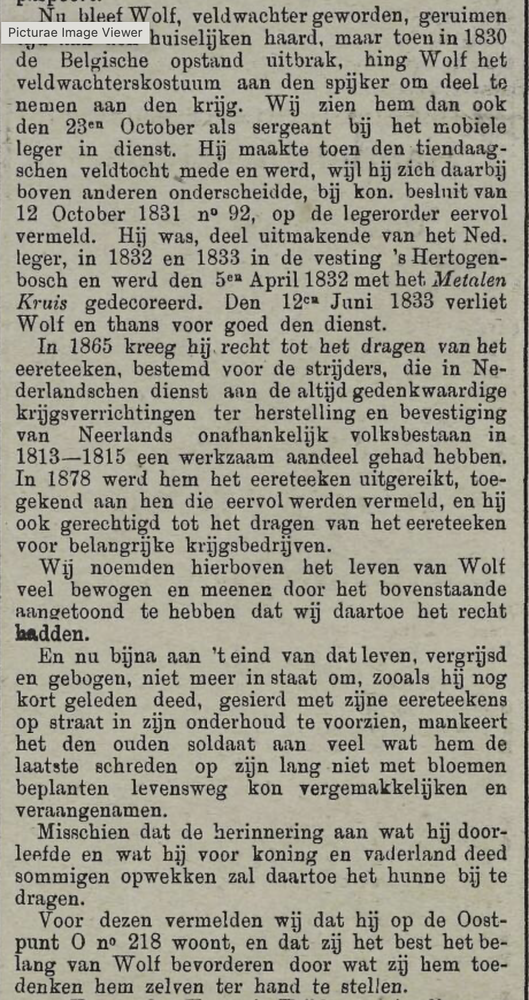 Nu bleef Wolf, veldwachter geworden, geruimen
Picturae Image Viewer
huiselijken haard, maar toen in 1830
de Belgische opstand uitbrak, hing Wolf het
veldwachterskostuum aan den spijker om deel te
nemen aan den krijg. Wij zien hem dan ook
den 23en October als sergeant bij het mobiele
leger in dienst. Hij maakte toen den tiendaag-
schen veldtocht mede en werd, wijl hij zich daarbij
boven anderen onderscheidde, bij kon. besluit van
12 October 1831 no 92, op de legerorder eervol
vermeld. Hij was, deel uitmakende van het Ned.
leger, in 1832 en 1833 in de vesting 's Hertogen-
bosch en werd den 5en April 1832 met het Metalen
Kruis gedecoreerd. Den 12en Juni 1833 verliet
Wolf en thans voor goed den dienst.
In 1865 kreeg hij recht tot het dragen van het
eereteeken, bestemd voor de strijders, die in Ne-
derlandschen dienst aan de altijd gedenkwaardige
krijgsverrichtingen ter herstelling en bevestiging
van Neerlands onafhankelijk volksbestaan in
1813—1815 een werkzaam aandeel gehad hebben.
In 1878 werd hem het eereteeken uitgereikt, toe-
gekend aan hen die eervol werden vermeld, en hij
ook gerechtigd tot het dragen van het eereteeken
voor belangrijke krijgsbedrijven.
Wij noemden hierboven het leven van Wolf
veel bewogen en meenen door het bovenstaande
aangetoond te hebben dat wij daartoe het recht
hadden.
En nu bijna aan 't eind van dat leven, vergrijsd
en gebogen, niet meer in staat om, zooals hij nog
kort geleden deed, gesierd met zijne eereteekens
op straat in zijn onderhoud te voorzien, mankeert
het den ouden soldaat aan veel wat hem de
laatste schreden op zijn lang niet met bloemen
beplanten levensweg kon vergemakkelijken en
veraangenamen.
Misschien dat de herinnering aan wat hij door-
leefde en wat hij voor koning en vaderland deed
sommigen opwekken zal daartoe het hunne bij te
dragen.
Voor dezen vermelden wij dat hij op de Oost-
punt O no 218 woont, en dat zij het best het be-
lang van Wolf bevorderen door wat zij hem toe-
denken hem zelven ter hand te stellen.